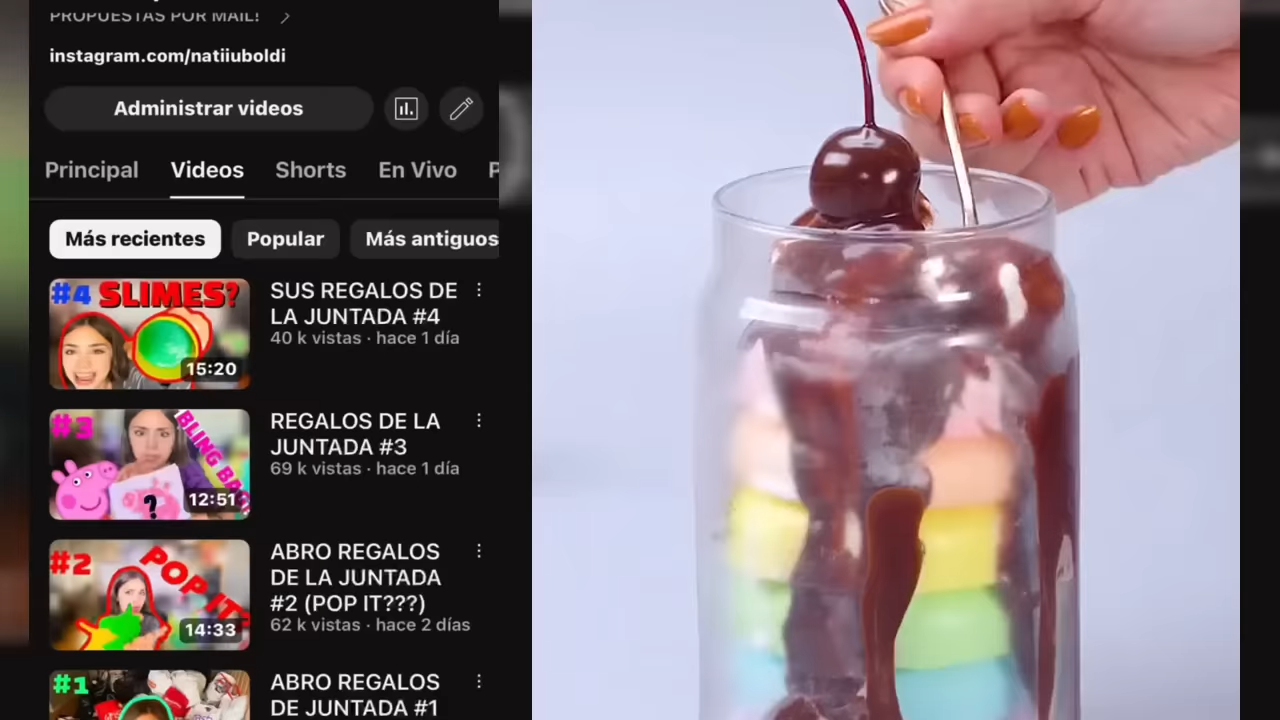 PROPUESTAS POR MAIL!
instagram.com/natiiuboldi
Administrar videos
Principal Videos Shorts En Vivo P
Más recientes Popular Más antiguos
#4 SLIMES?
15:20
SUS REGALOS DE
LA JUNTADA #4
40 k vistas · hace 1 día
#3
BLING BAG
?
12:51
REGALOS DE LA
JUNTADA #3
69 k vistas · hace 1 día
#2
POP IT
14:33
ABRO REGALOS
DE LA JUNTADA
#2 (POP IT???)
62 k vistas · hace 2 días
#1
ABRO REGALOS
DE JUNTADA #1